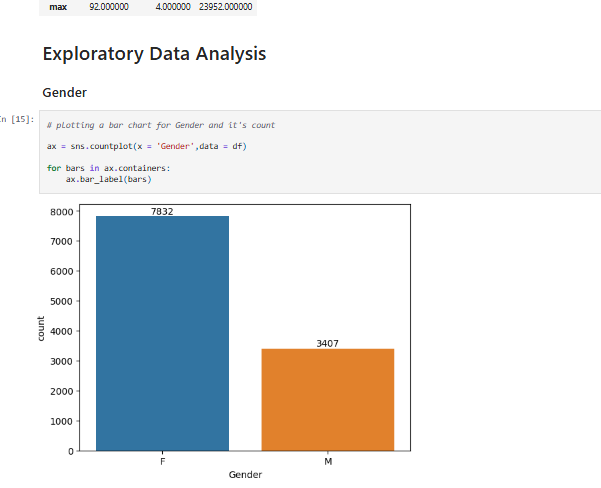 max 92.000000 4.000000 23952.000000
Exploratory Data Analysis
Gender
In [15]:
# plotting a bar chart for Gender and it's count
ax = sns.countplot(x = 'Gender',data = df)
for bars in ax.containers:
    ax.bar_label(bars)
7832
3407
8000
7000
6000
5000
4000
3000
2000
1000
0
count
F M
Gender